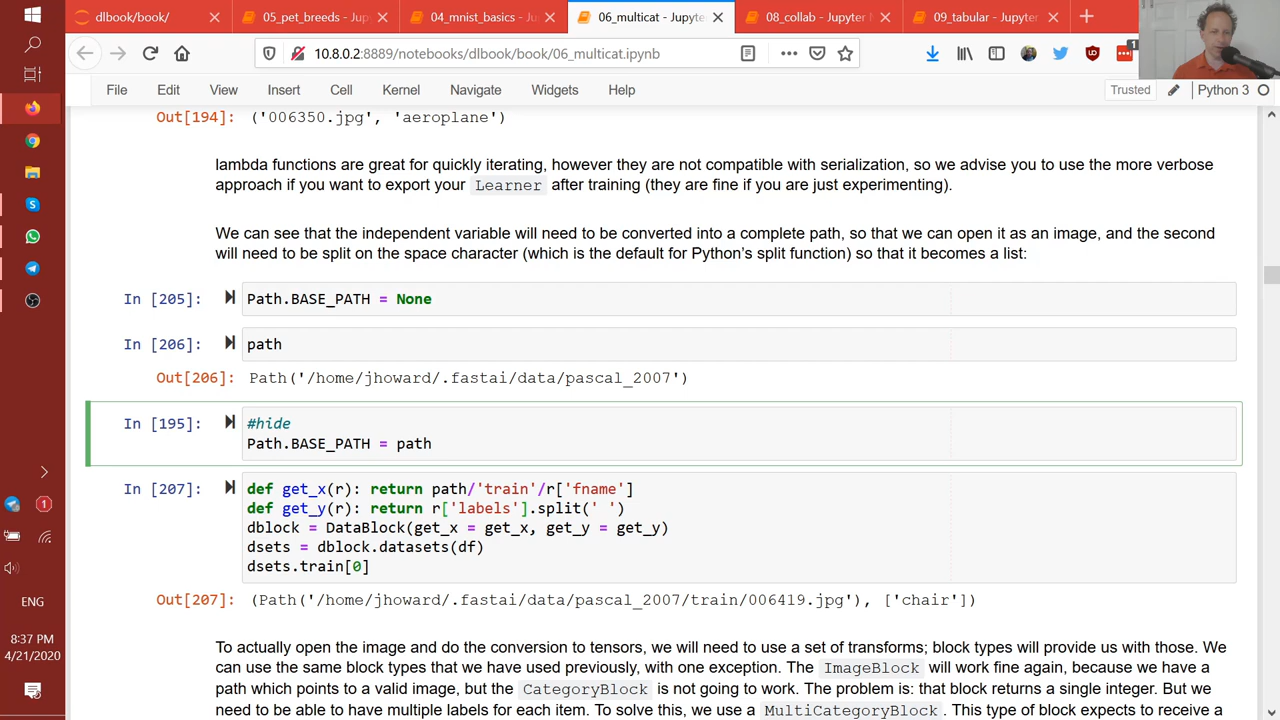 dlbook/book/
05_pet_breeds - Jup
04_mnist_basics - Ju
06_multicat - Jupyte
08_collab - Jupyter N
09_tabular - Jupyte
10.8.0.2:8889/notebooks/dlbook/book/06_multicat.ipynb
1
File Edit View Insert Cell Kernel Navigate Widgets Help
Trusted Python 3
Out[194]: ('006350.jpg', 'aeroplane')
lambda functions are great for quickly iterating, however they are not compatible with serialization, so we advise you to use the more verbose
approach if you want to export your Learner after training (they are fine if you are just experimenting).
We can see that the independent variable will need to be converted into a complete path, so that we can open it as an image, and the second
will need to be split on the space character (which is the default for Python's split function) so that it becomes a list:
In [205]: Path.BASE_PATH = None
In [206]: path
Out[206]: Path('/home/jhoward/.fastai/data/pascal_2007')
In [195]: #hide
Path.BASE_PATH = path
In [207]: def get_x(r): return path/'train'/r['fname']
def get_y(r): return r['labels'].split(' ')
dblock = DataBlock(get_x = get_x, get_y = get_y)
dsets = dblock.datasets(df)
dsets.train[0]
Out[207]: (Path('/home/jhoward/.fastai/data/pascal_2007/train/006419.jpg'), ['chair'])
To actually open the image and do the conversion to tensors, we will need to use a set of transforms; block types will provide us with those. We
can use the same block types that we have used previously, with one exception. The ImageBlock will work fine again, because we have a
path which points to a valid image, but the CategoryBlock is not going to work. The problem is: that block returns a single integer. But we
need to be able to have multiple labels for each item. To solve this, we use a MultiCategoryBlock. This type of block expects to receive a
1
ENG
8:37 PM
4/21/2020